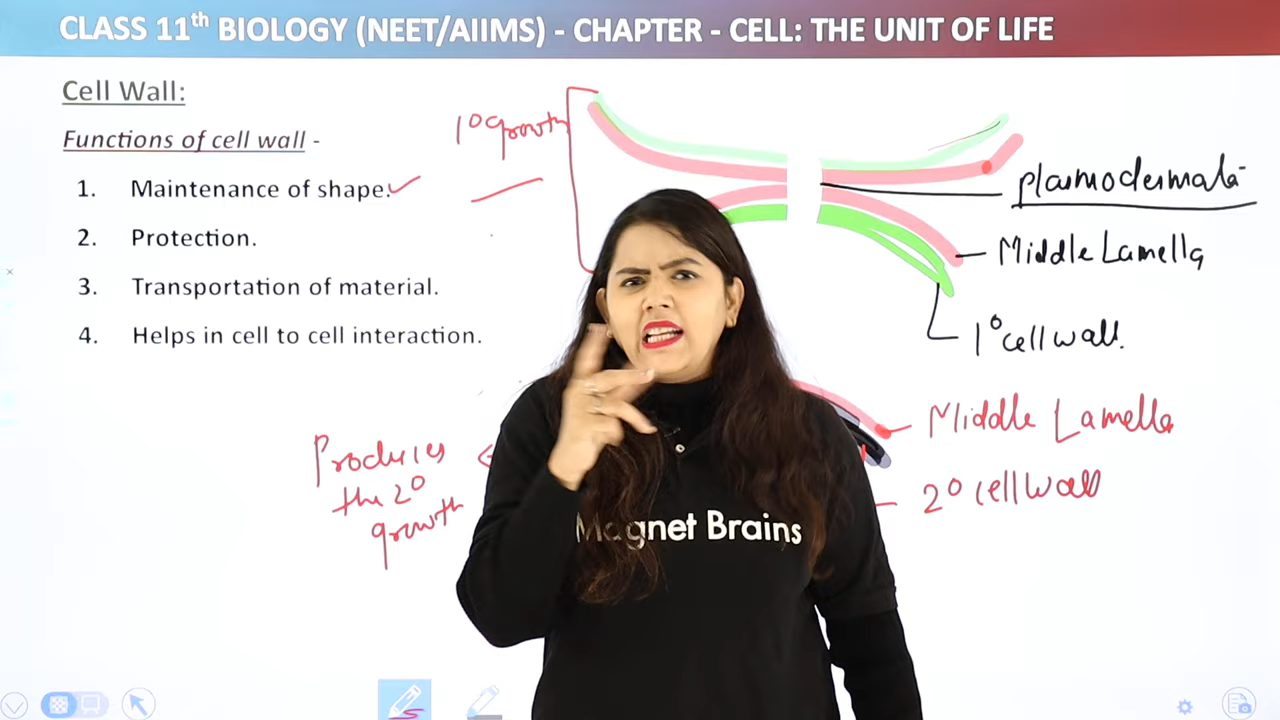 CLASS 11th BIOLOGY (NEET/AIIMS) - CHAPTER - CELL: THE UNIT OF LIFE
Cell Wall:
Functions of cell wall -
1. Maintenance of shape.
2. Protection.
3. Transportation of material.
4. Helps in cell to cell interaction.
1° growth
plasmodermata
Middle Lamella
1° cell wall.
Middle Lamella
2° cell wall
Produces
the 2°
growth
Magnet Brains